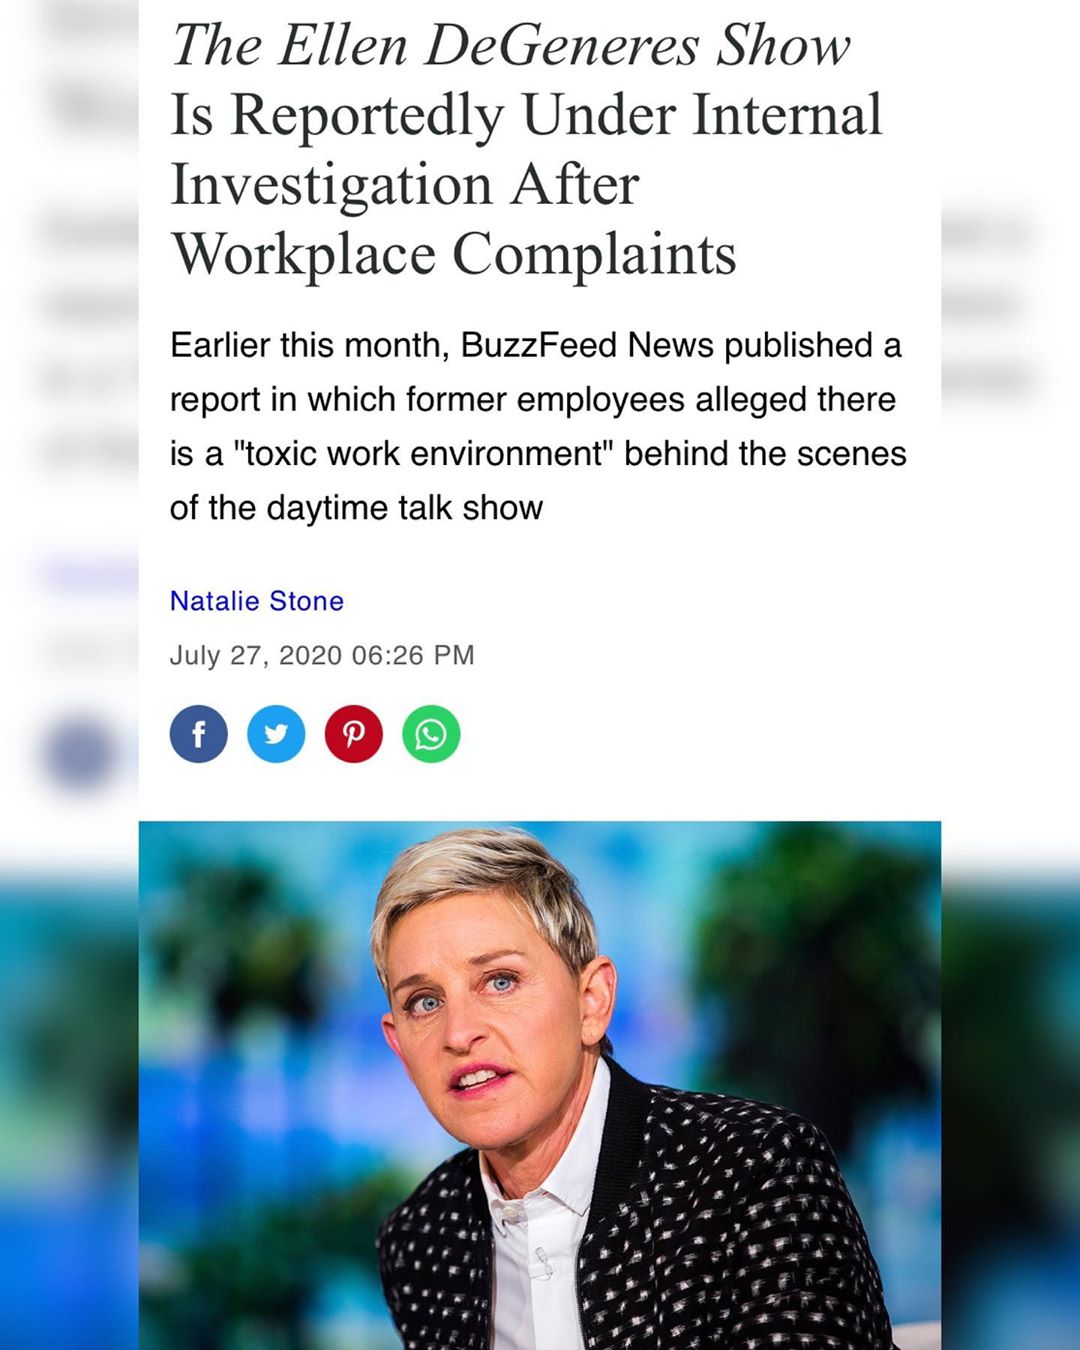 The Ellen DeGeneres Show
Is Reportedly Under Internal
Investigation After
Workplace Complaints
Earlier this month, BuzzFeed News published a
report in which former employees alleged there
is a "toxic work environment" behind the scenes
of the daytime talk show
Natalie Stone
July 27, 2020 06:26 PM